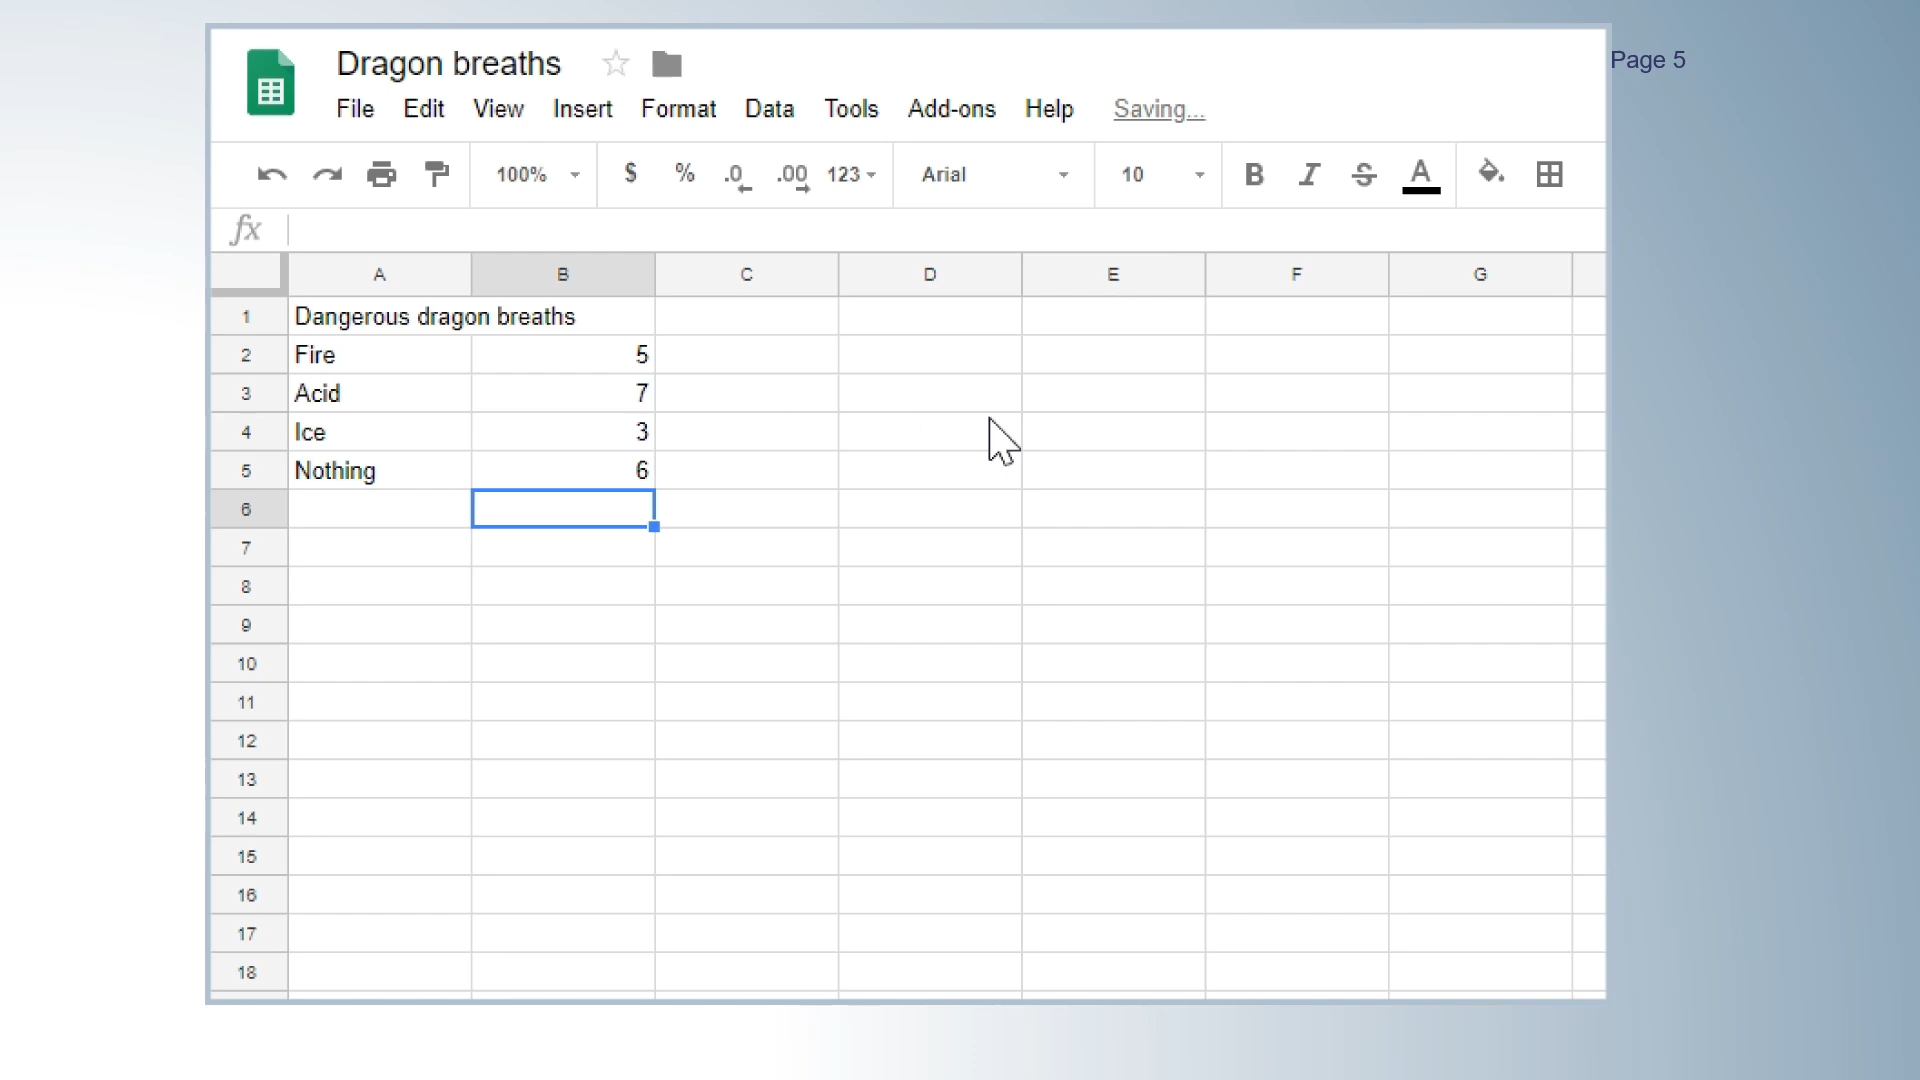 Dragon breaths
Page 5
File Edit View Insert Format Data Tools Add-ons Help Saving...
100% $ % .0 .00 123 Arial 10 B I S A
fx
A B C D E F G
1 Dangerous dragon breaths
2 Fire 5
3 Acid 7
4 Ice 3
5 Nothing 6
6
7
8
9
10
11
12
13
14
15
16
17
18